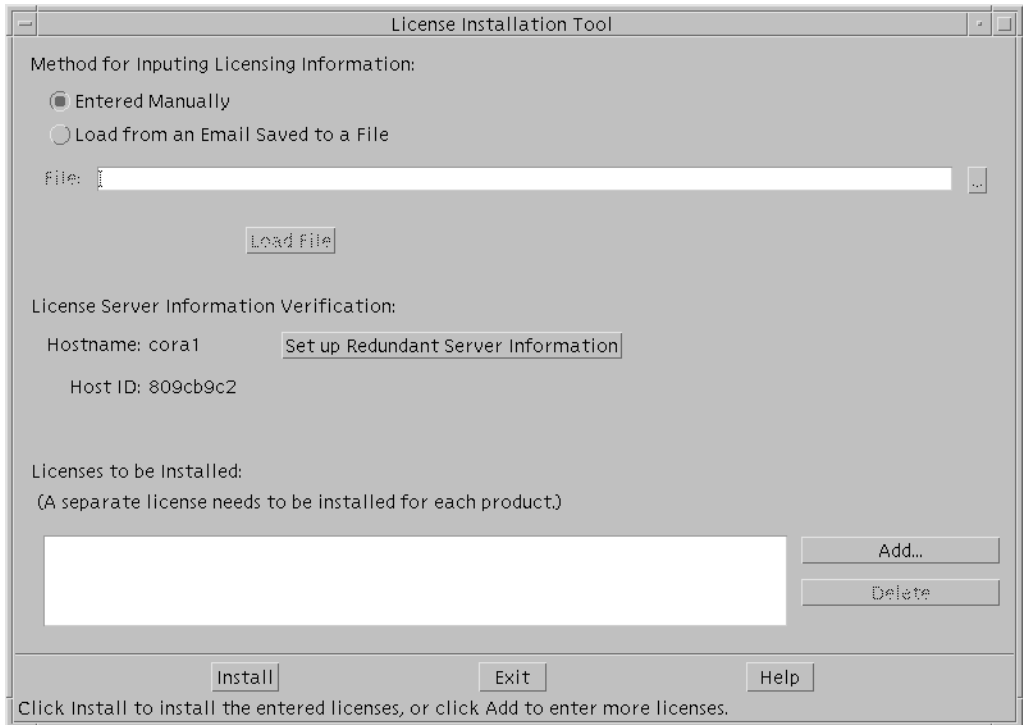 License Installation Tool
Method for Inputing Licensing Information:
Entered Manually
Load from an Email Saved to a File
File:
...
Load File
License Server Information Verification:
Hostname: cora1 Set up Redundant Server Information
Host ID: 809cb9c2
Licenses to be Installed:
(A separate license needs to be installed for each product.)
Add...
Delete
Install Exit Help
Click Install to install the entered licenses, or click Add to enter more licenses.